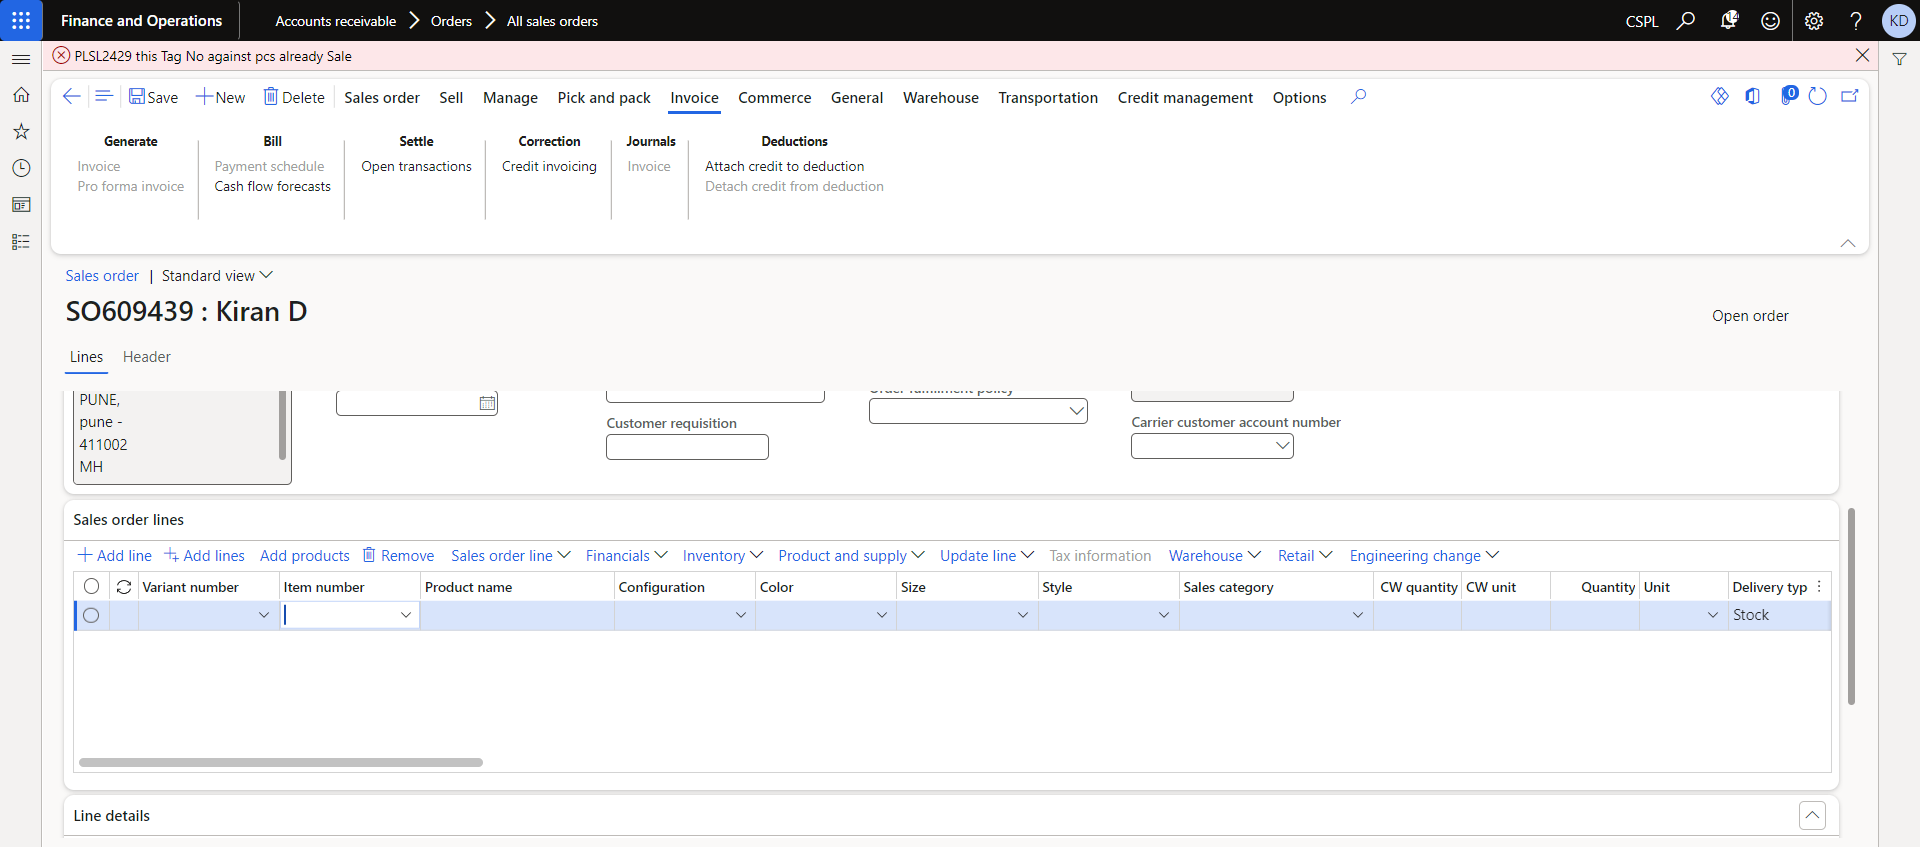 Finance and Operations
Accounts receivable
Orders
All sales orders
CSPL
14
KD
PLSL2429 this Tag No against pcs already Sale
Save
New
Delete
Sales order
Sell
Manage
Pick and pack
Invoice
Commerce
General
Warehouse
Transportation
Credit management
Options
0
Generate
Invoice
Pro forma invoice
Bill
Payment schedule
Cash flow forecasts
Settle
Open transactions
Correction
Credit invoicing
Journals
Invoice
Deductions
Attach credit to deduction
Detach credit from deduction
Sales order | Standard view
SO609439 : Kiran D
Open order
Lines
Header
PUNE,
pune -
411002
MH
Customer requisition
Order fulfillment policy
Carrier customer account number
Sales order lines
Add line
Add lines
Add products
Remove
Sales order line
Financials
Inventory
Product and supply
Update line
Tax information
Warehouse
Retail
Engineering change
Variant number
Item number
Product name
Configuration
Color
Size
Style
Sales category
CW quantity
CW unit
Quantity
Unit
Delivery typ
Stock
Line details